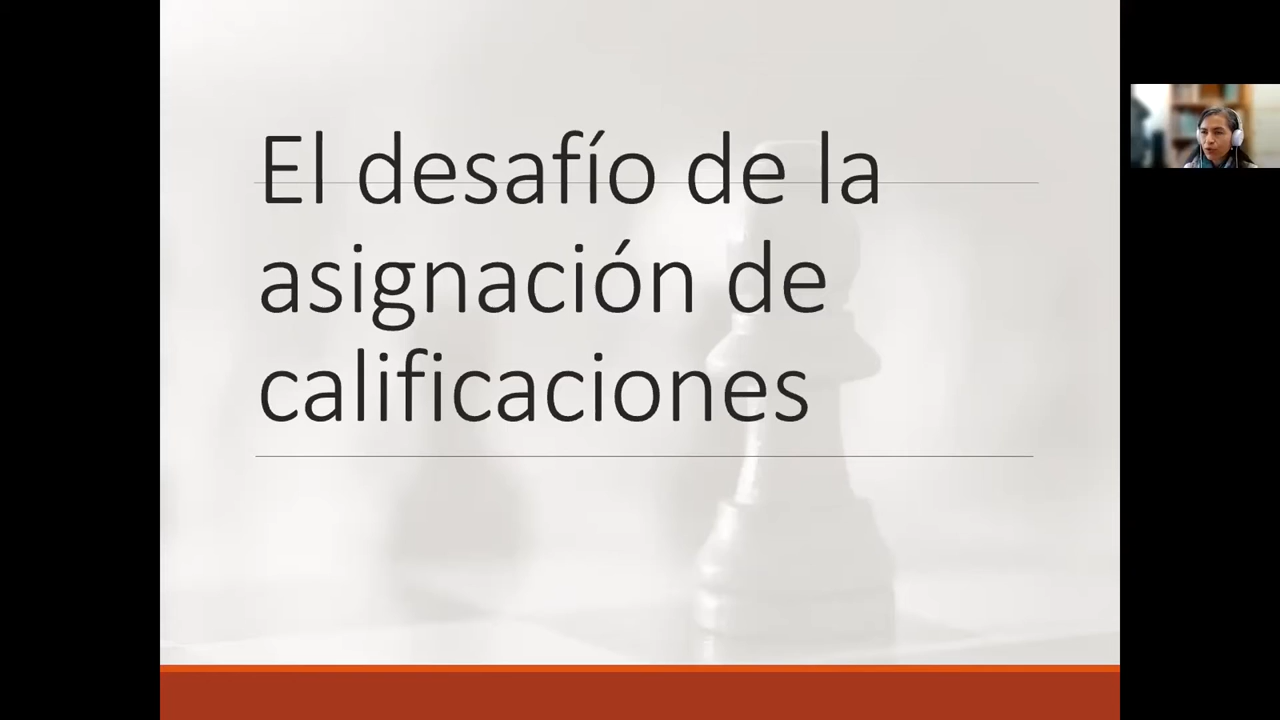 El desafío de la
asignación de
calificaciones